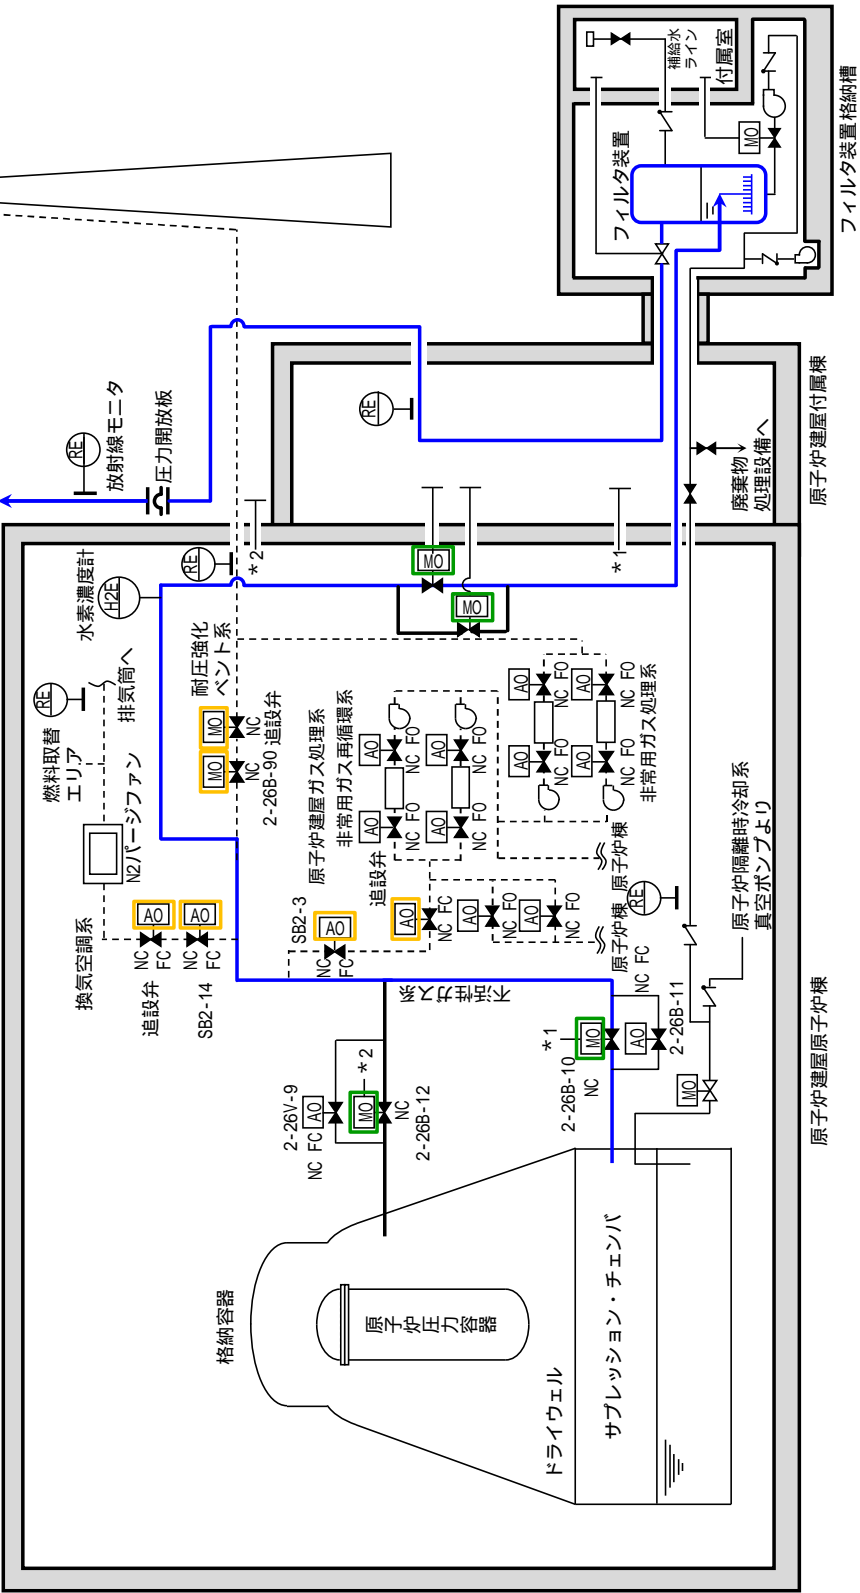 補給水
ライン
付属室
フィルタ装置格納槽
フィルタ装置
MO
RE
放射線モニタ
圧力開放板
RE
廃棄物
処理設備へ
原子炉建屋付属棟
水素濃度計
H2E
RE
*2
MO
MO
*1
燃料取替
エリア
RE
排気筒へ
耐圧強化
ベント系
MO
MO
NC
NC
2-26B-90
追設弁
N2パージファン
原子炉建屋ガス処理系
非常用ガス再循環系
AO
NC FO
AO
NC FO
AO
NC FO
AO
NC FO
AO
NC FO
AO
NC FO
AO
NC FO
AO
NC FO
非常用ガス処理系
換気空調系
AO
NC
FC
追設弁
AO
NC
FC
SB2-14
SB2-3
AO
NC
FC
追設弁
AO
NC FC
AO
NC FO
AO
NC FO
原子炉棟
原子炉棟
RE
原子炉隔離時冷却系
真空ポンプより
不活性ガス系
2-26V-9
AO
NC FC
*2
MO
NC
2-26B-12
*1
MO
2-26B-10
NC
NC FC
AO
2-26B-11
MO
原子炉建屋原子炉棟
格納容器
原子炉圧力容器
ドライウェル
サプレッション・チェンバ